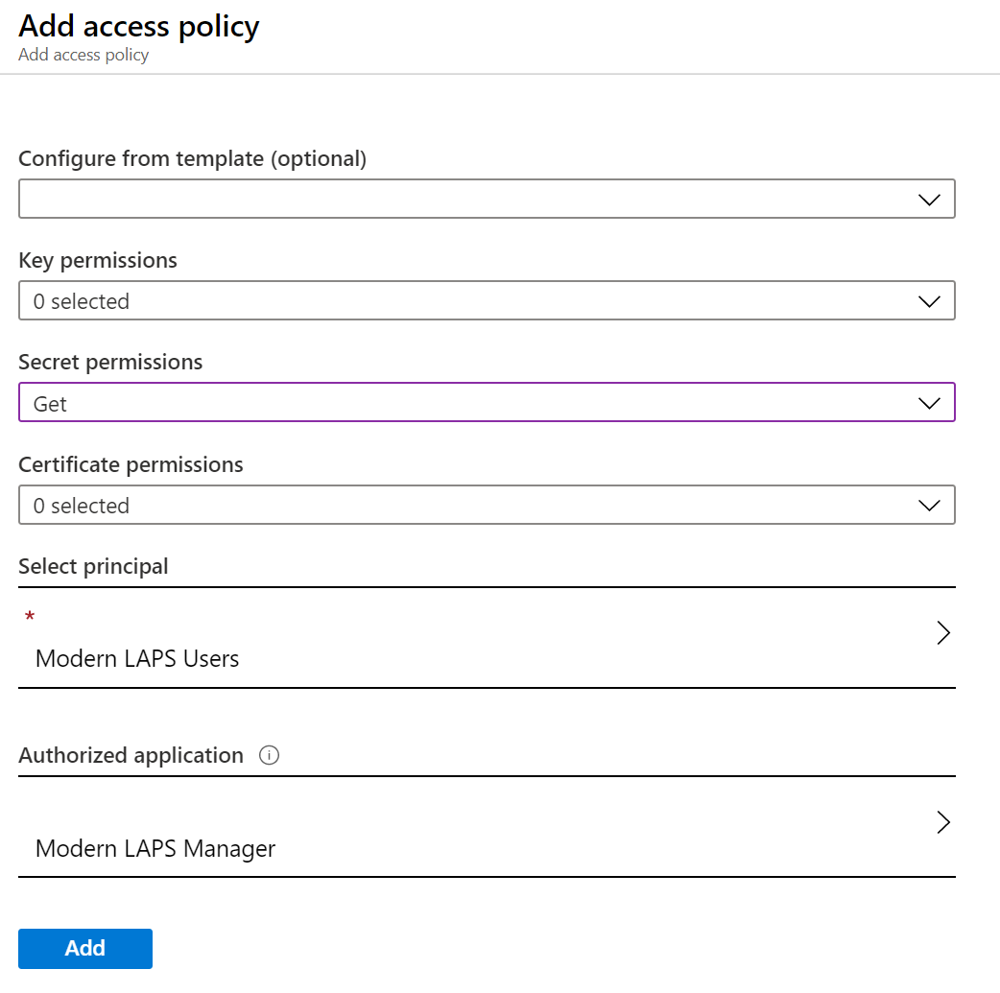 Add access policy
Add access policy
Configure from template (optional)
Key permissions
0 selected
Secret permissions
Get
Certificate permissions
0 selected
Select principal
*
Modern LAPS Users
Authorized application
Modern LAPS Manager
Add